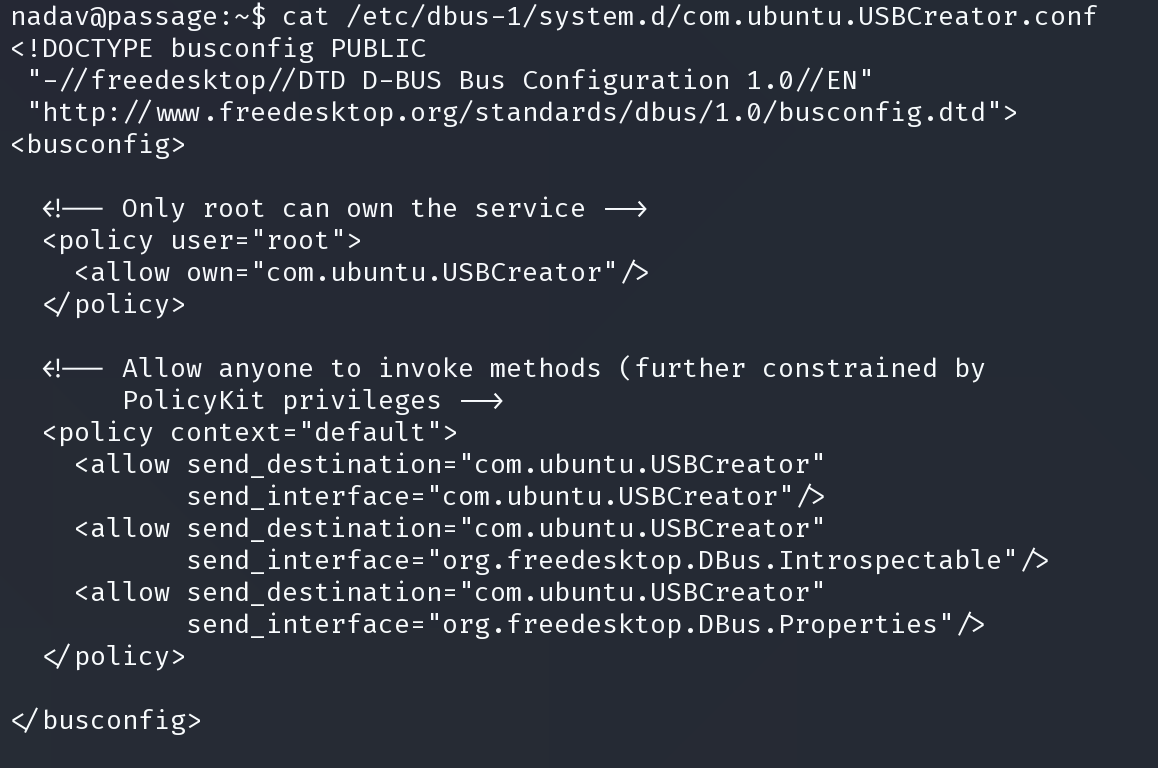 nadav@passage:~$ cat /etc/dbus-1/system.d/com.ubuntu.USBCreator.conf
<!DOCTYPE busconfig PUBLIC
 "-//freedesktop//DTD D-BUS Bus Configuration 1.0//EN"
 "http://www.freedesktop.org/standards/dbus/1.0/busconfig.dtd">
<busconfig>

  <!-- Only root can own the service -->
  <policy user="root">
    <allow own="com.ubuntu.USBCreator"/>
  </policy>

  <!-- Allow anyone to invoke methods (further constrained by
       PolicyKit privileges -->
  <policy context="default">
    <allow send_destination="com.ubuntu.USBCreator"
           send_interface="com.ubuntu.USBCreator"/>
    <allow send_destination="com.ubuntu.USBCreator"
           send_interface="org.freedesktop.DBus.Introspectable"/>
    <allow send_destination="com.ubuntu.USBCreator"
           send_interface="org.freedesktop.DBus.Properties"/>
  </policy>

</busconfig>